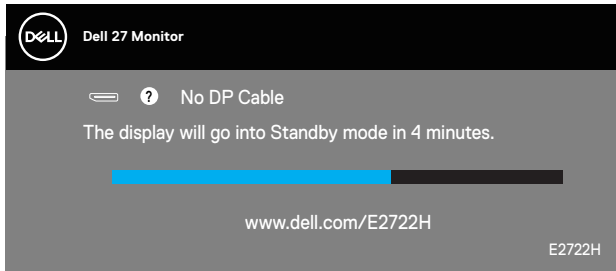 DELL
Dell 27 Monitor
? No DP Cable
The display will go into Standby mode in 4 minutes.
www.dell.com/E2722H
E2722H